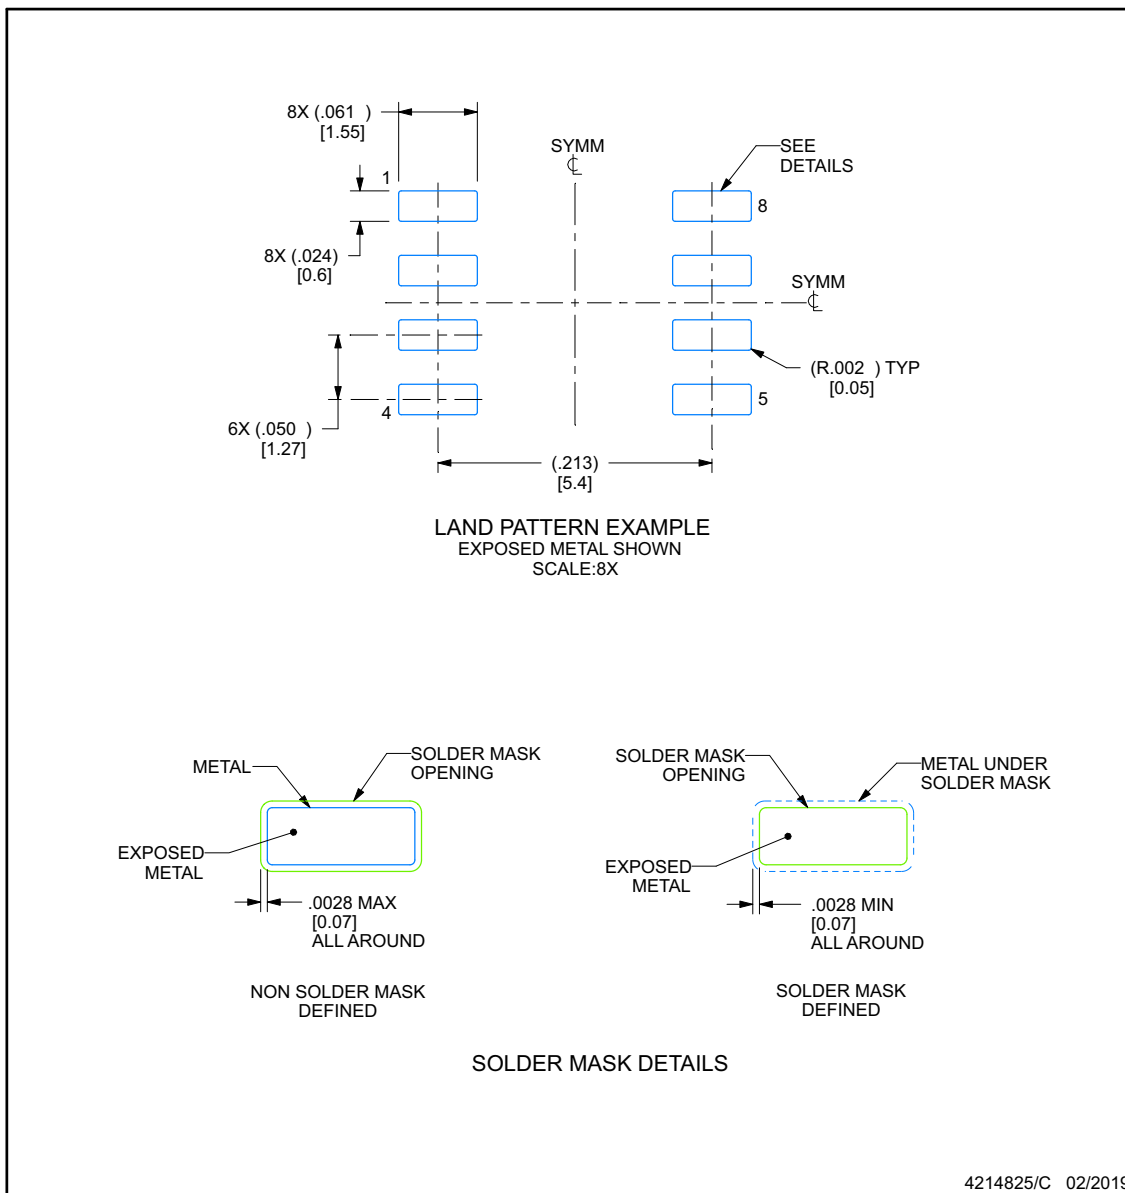 8X (.061 )
[1.55]
SYMM
℄
SEE
DETAILS
1
8
8X (.024)
[0.6]
SYMM
℄
(R.002 ) TYP
[0.05]
4
5
6X (.050 )
[1.27]
(.213)
[5.4]
LAND PATTERN EXAMPLE
EXPOSED METAL SHOWN
SCALE:8X
METAL
SOLDER MASK
OPENING
EXPOSED
METAL
.0028 MAX
[0.07]
ALL AROUND
NON SOLDER MASK
DEFINED
SOLDER MASK
OPENING
METAL UNDER
SOLDER MASK
EXPOSED
METAL
.0028 MIN
[0.07]
ALL AROUND
SOLDER MASK
DEFINED
SOLDER MASK DETAILS
4214825/C 02/2019